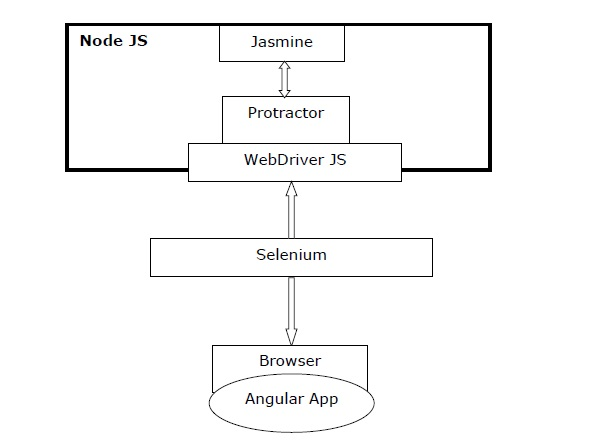 Node JS
Jasmine
Protractor
WebDriver JS
Selenium
Browser
Angular App